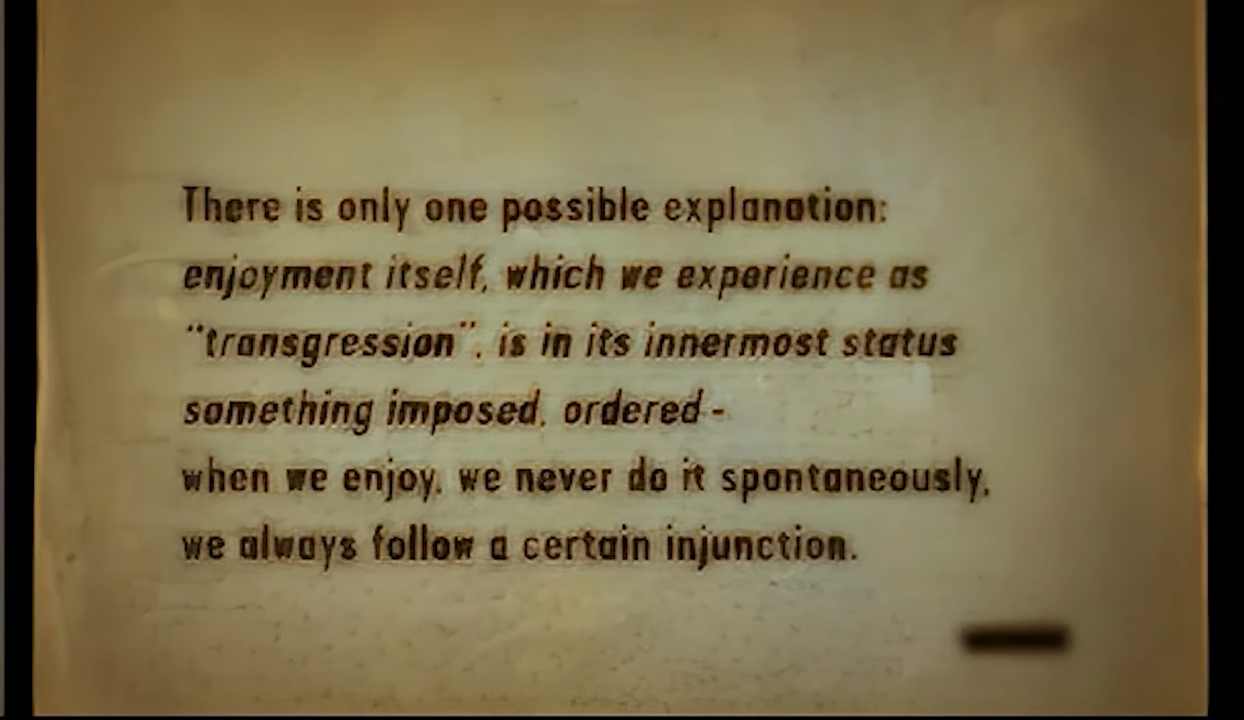 There is only one possible explanation:
enjoyment itself, which we experience as
“transgression”, is in its innermost status
something imposed, ordered -
when we enjoy, we never do it spontaneously,
we always follow a certain injunction.